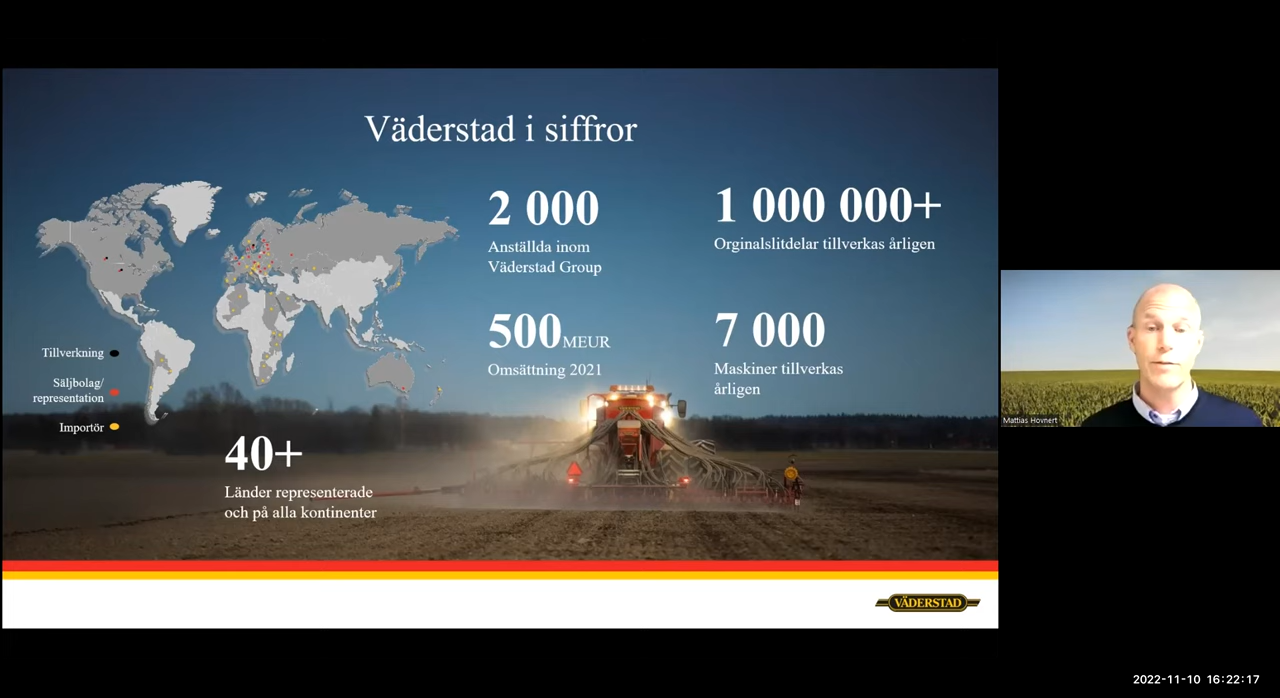 Väderstad i siffror
2 000
Anställda inom
Väderstad Group
1 000 000+
Orginalslitdelar tillverkas årligen
500 MEUR
Omsättning 2021
7 000
Maskiner tillverkas
årligen
Tillverkning
Säljbolag/
representation
Importör
40+
Länder representerade
och på alla kontinenter
VÄDERSTAD
Mattias Hovnert
2022-11-10 16:22:17